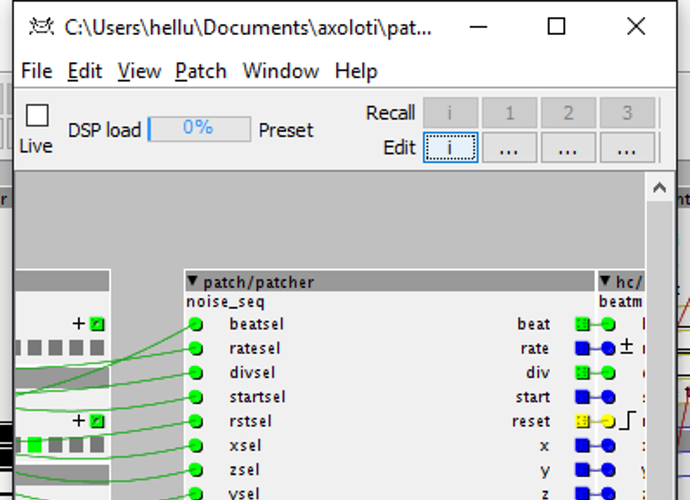 C:\Users\hellu\Documents\axoloti\pat...
File Edit View Patch Window Help
Live
DSP load 0% Preset
Recall i 1 2 3
Edit i ... ... ...
patch/patcher
noise_seq
hc/
beatm
beatsel beat
ratesel rate ±
divsel div
startsel start
rstsel reset
xsel x
zsel y
ysel z